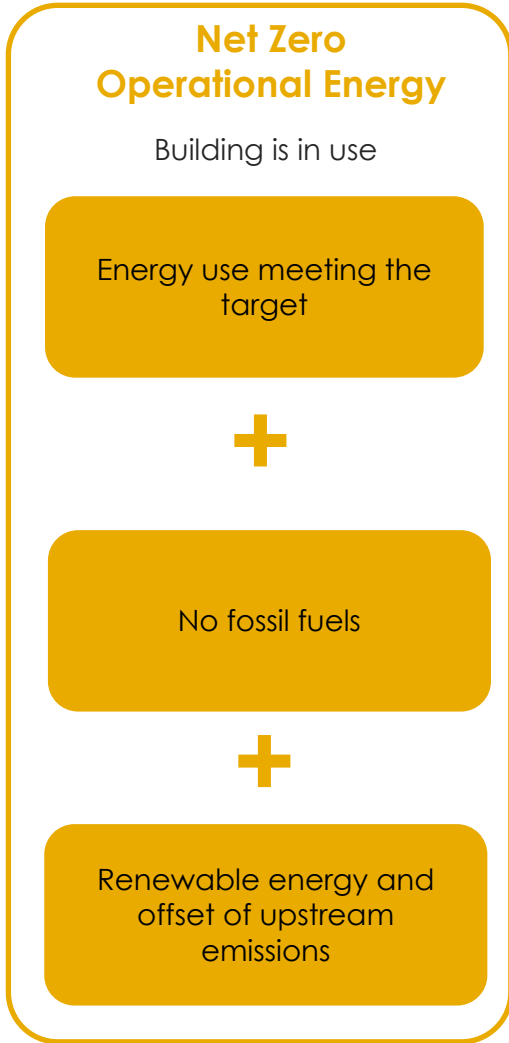 Net Zero
Operational Energy
Building is in use
Energy use meeting the
target
+
No fossil fuels
+
Renewable energy and
offset of upstream
emissions